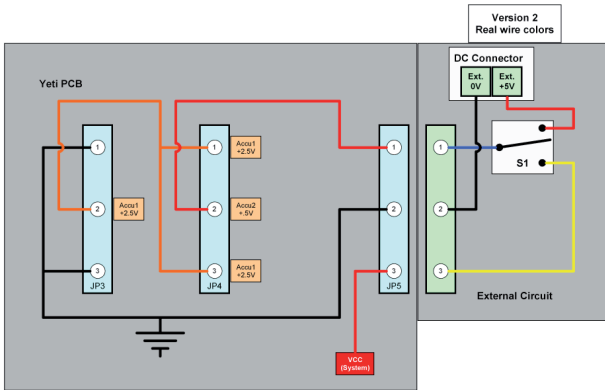 Version 2
Real wire colors
DC Connector
Ext.
0V
Ext.
+5V
Yeti PCB
1
2
3
JP3
Accu1
+2.5V
1
2
3
JP4
Accu1
+2.5V
Accu2
+.5V
Accu1
+2.5V
1
2
3
JP5
VCC
(System)
1
2
3
S1
External Circuit